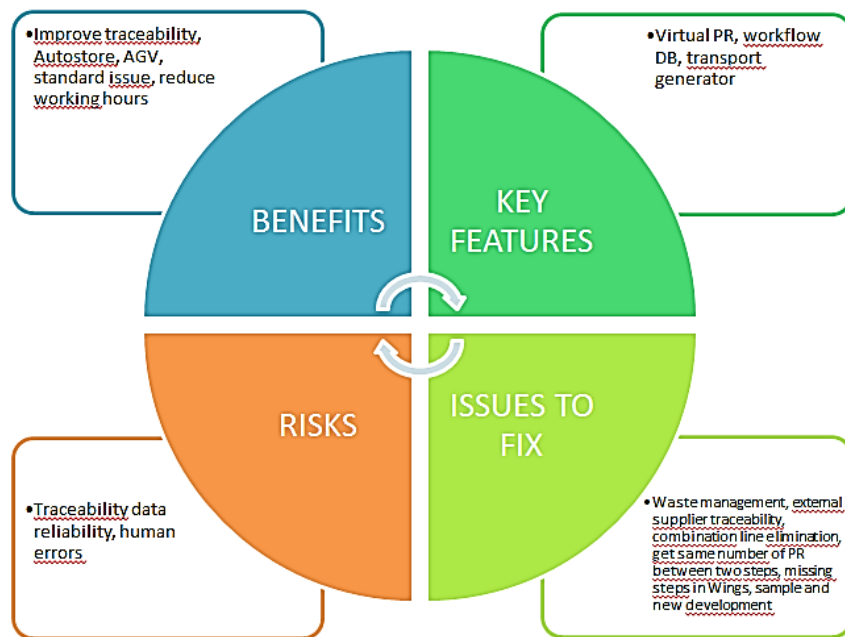 •Improve traceability,
Autostore, AGV,
standard issue, reduce
working hours
•Virtual PR, workflow
DB, transport
generator
BENEFITS
KEY
FEATURES
RISKS
ISSUES TO
FIX
•Traceability data
reliability, human
errors
•Waste management, external
supplier traceability,
combination line elimination,
get same number of PR
between two steps, missing
steps in Wings, sample and
new development